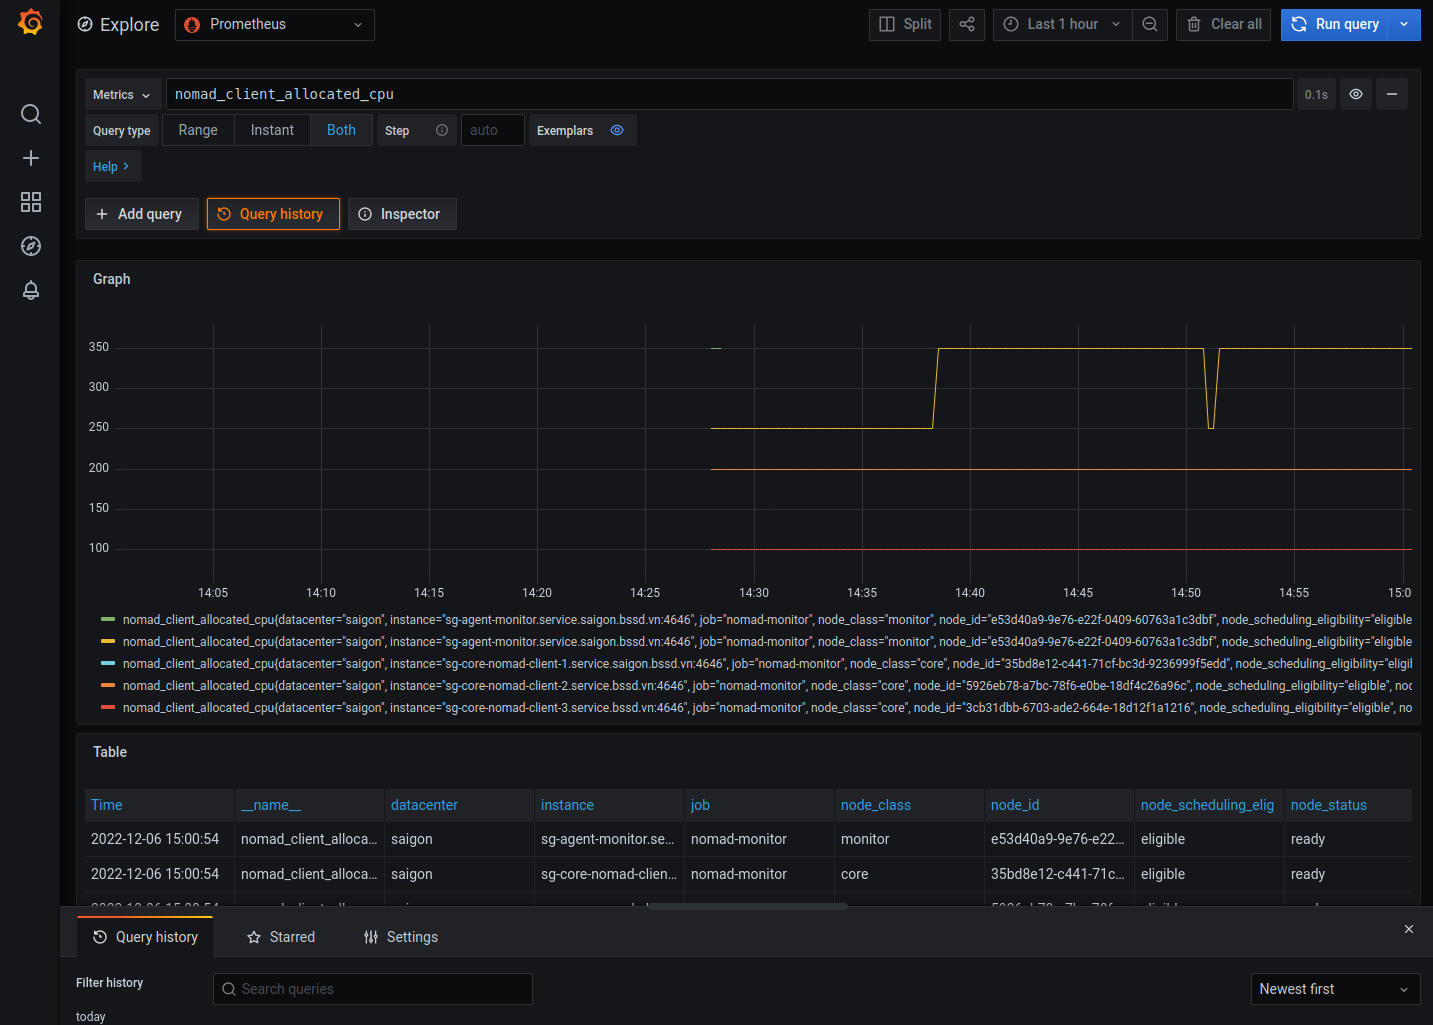 Explore
Prometheus
Split
Last 1 hour
Clear all
Run query
Metrics
nomad_client_allocated_cpu
0.1s
Query type
Range
Instant
Both
Step
auto
Exemplars
Help
Add query
Query history
Inspector
Graph
350
300
250
200
150
100
14:05 14:10 14:15 14:20 14:25 14:30 14:35 14:40 14:45 14:50 14:55 15:0
nomad_client_allocated_cpu{datacenter="saigon", instance="sg-agent-monitor.service.saigon.bssd.vn:4646", job="nomad-monitor", node_class="monitor", node_id="e53d40a9-9e76-e22f-0409-60763a1c3dbf", node_scheduling_eligibility="eligible
nomad_client_allocated_cpu{datacenter="saigon", instance="sg-agent-monitor.service.saigon.bssd.vn:4646", job="nomad-monitor", node_class="monitor", node_id="e53d40a9-9e76-e22f-0409-60763a1c3dbf", node_scheduling_eligibility="eligible
nomad_client_allocated_cpu{datacenter="saigon", instance="sg-core-nomad-client-1.service.saigon.bssd.vn:4646", job="nomad-monitor", node_class="core", node_id="35bd8e12-c441-71cf-bc3d-9236999f5edd", node_scheduling_eligibility="eligil
nomad_client_allocated_cpu{datacenter="saigon", instance="sg-core-nomad-client-2.service.bssd.vn:4646", job="nomad-monitor", node_class="core", node_id="5926eb78-a7bc-78f6-e0be-18df4c26a96c", node_scheduling_eligibility="eligible", noc
nomad_client_allocated_cpu{datacenter="saigon", instance="sg-core-nomad-client-3.service.bssd.vn:4646", job="nomad-monitor", node_class="core", node_id="3cb31dbb-6703-ade2-664e-18d12f1a1216", node_scheduling_eligibility="eligible", no
Table
Time __name__ datacenter instance job node_class node_id node_scheduling_elig node_status
2022-12-06 15:00:54 nomad_client_alloca... saigon sg-agent-monitor.se... nomad-monitor monitor e53d40a9-9e76-e22... eligible ready
2022-12-06 15:00:54 nomad_client_alloca... saigon sg-core-nomad-clien... nomad-monitor core 35bd8e12-c441-71c... eligible ready
Query history
Starred
Settings
Filter history
Search queries
Newest first
today